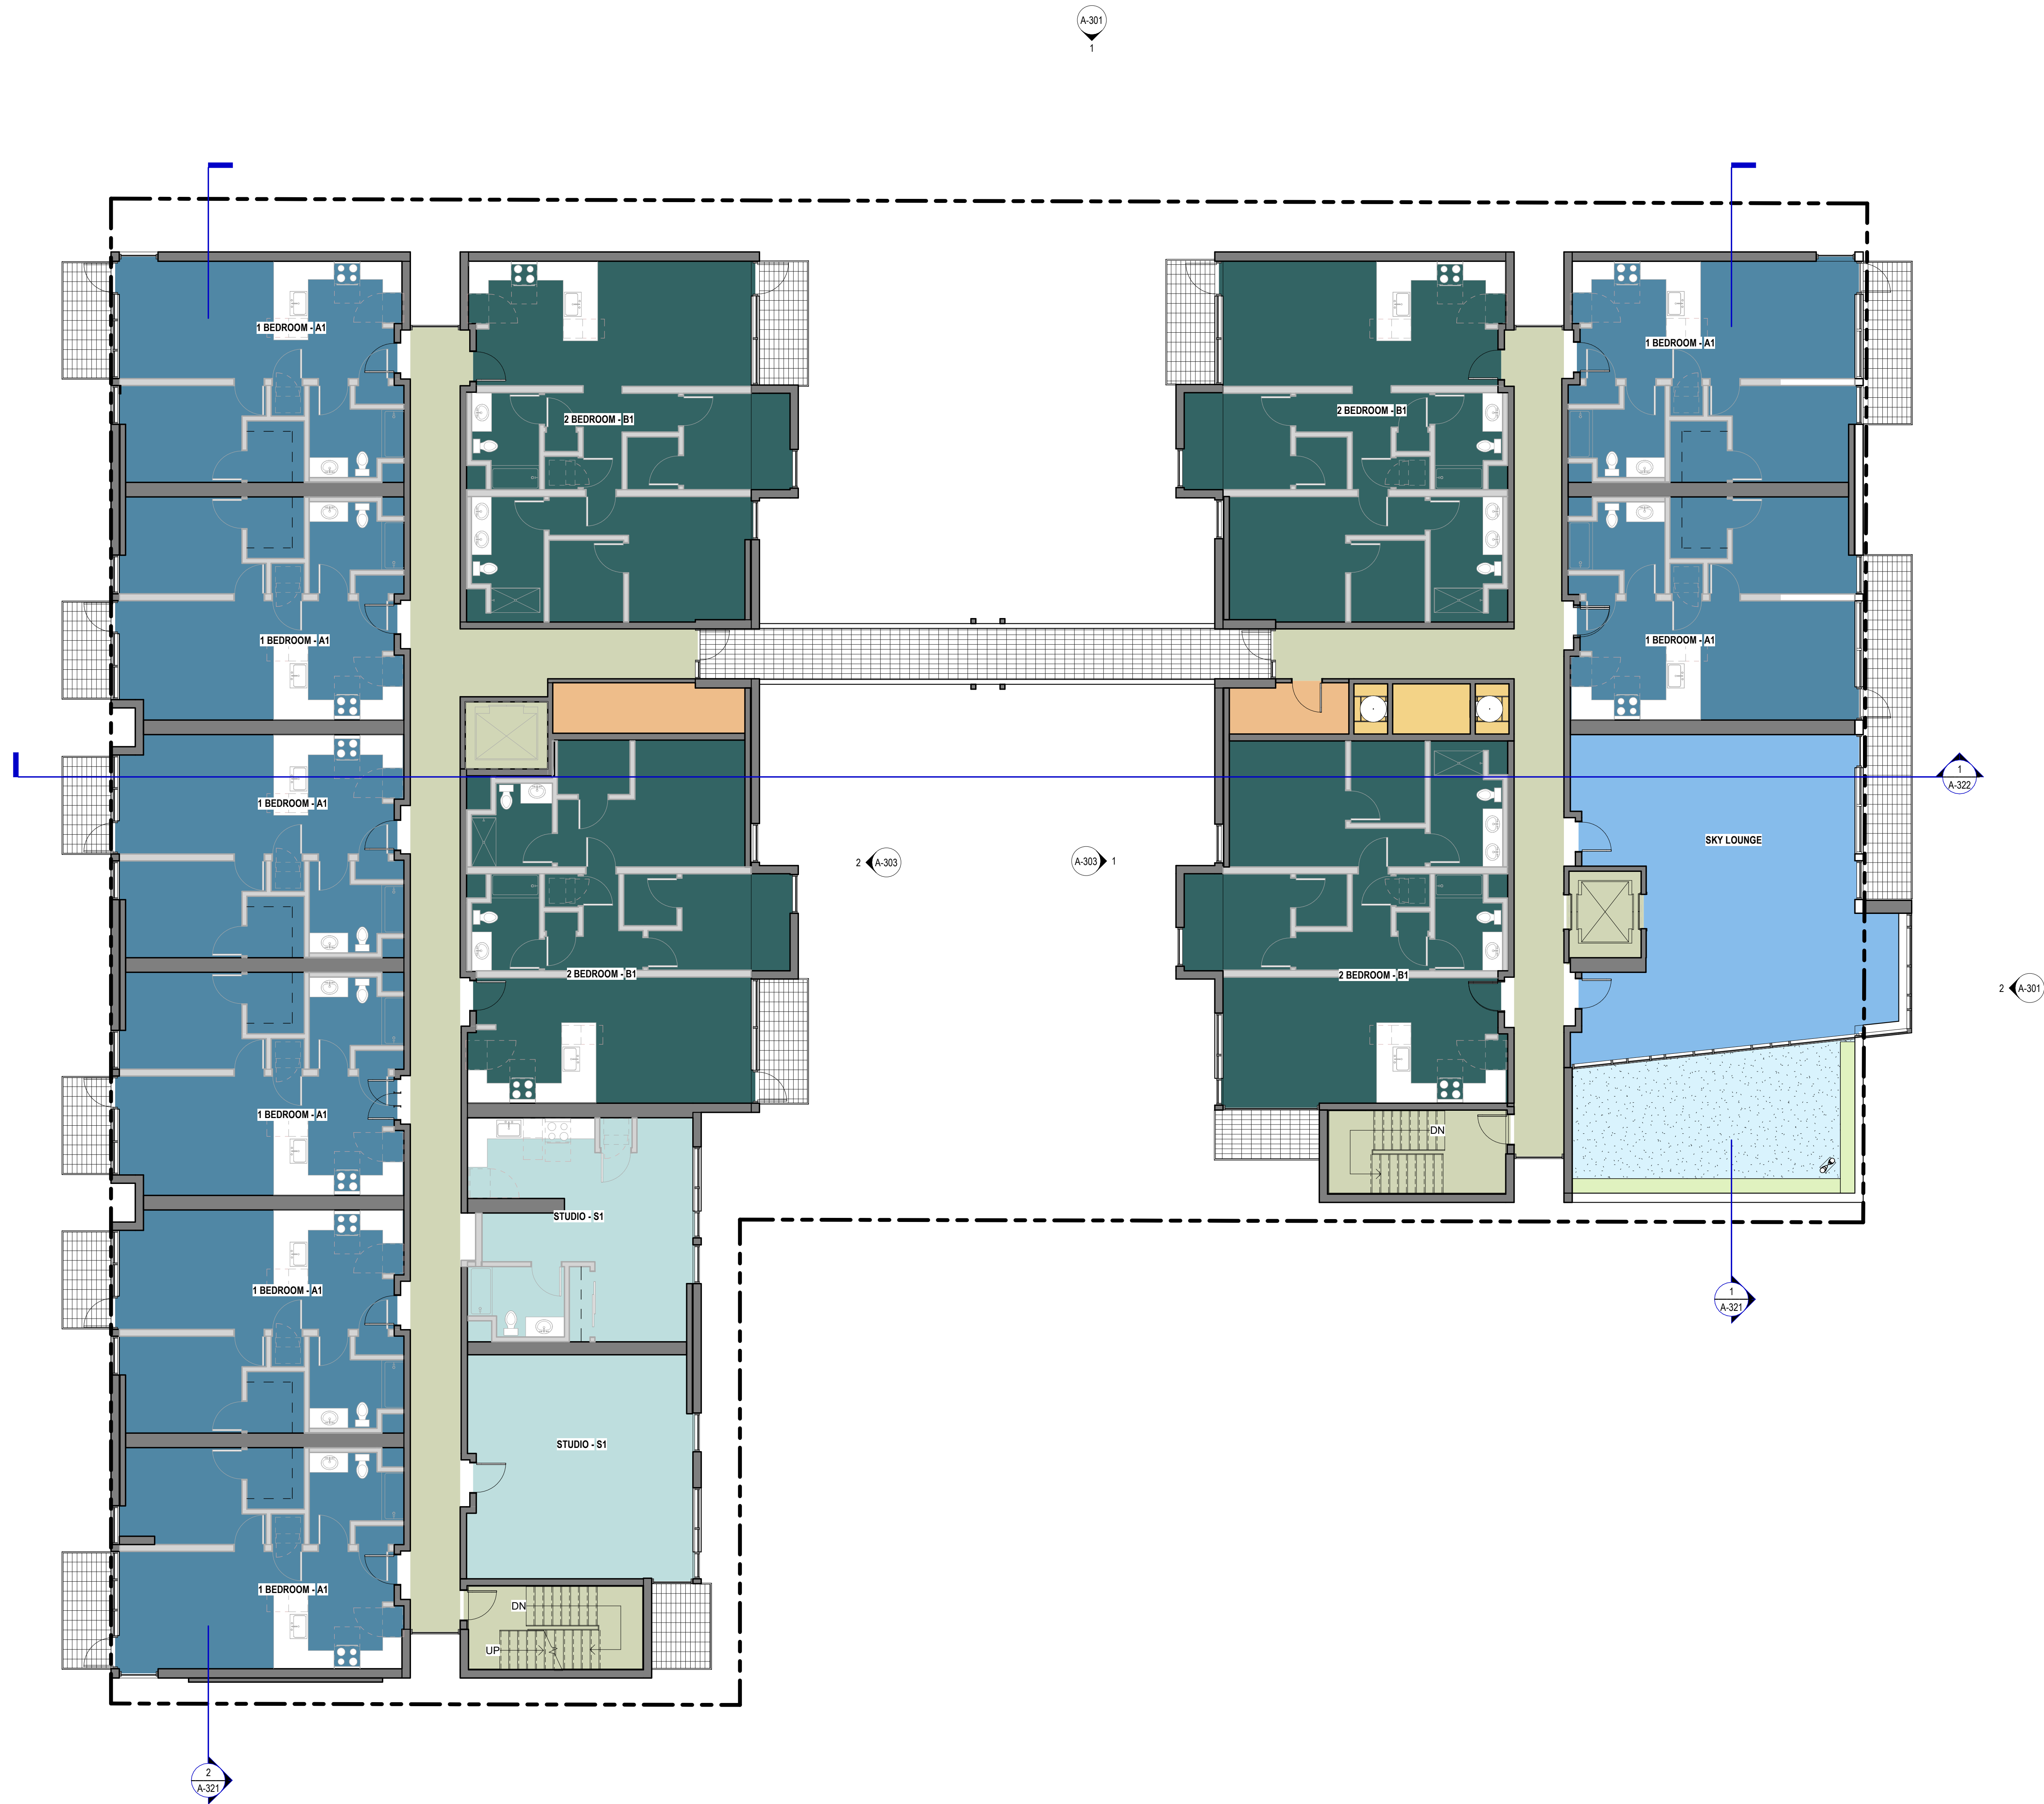 A-301
1
1 BEDROOM - A1
1 BEDROOM - A1
2 BEDROOM - B1
2 BEDROOM - B1
1 BEDROOM - A1
1 BEDROOM - A1
1
A-322
1 BEDROOM - A1
SKY LOUNGE
2
A-303
A-303
1
2 BEDROOM - B1
2 BEDROOM - B1
2
A-301
1 BEDROOM - A1
DN
STUDIO - S1
1 BEDROOM - A1
1
A-321
STUDIO - S1
1 BEDROOM - A1
DN
UP
2
A-321